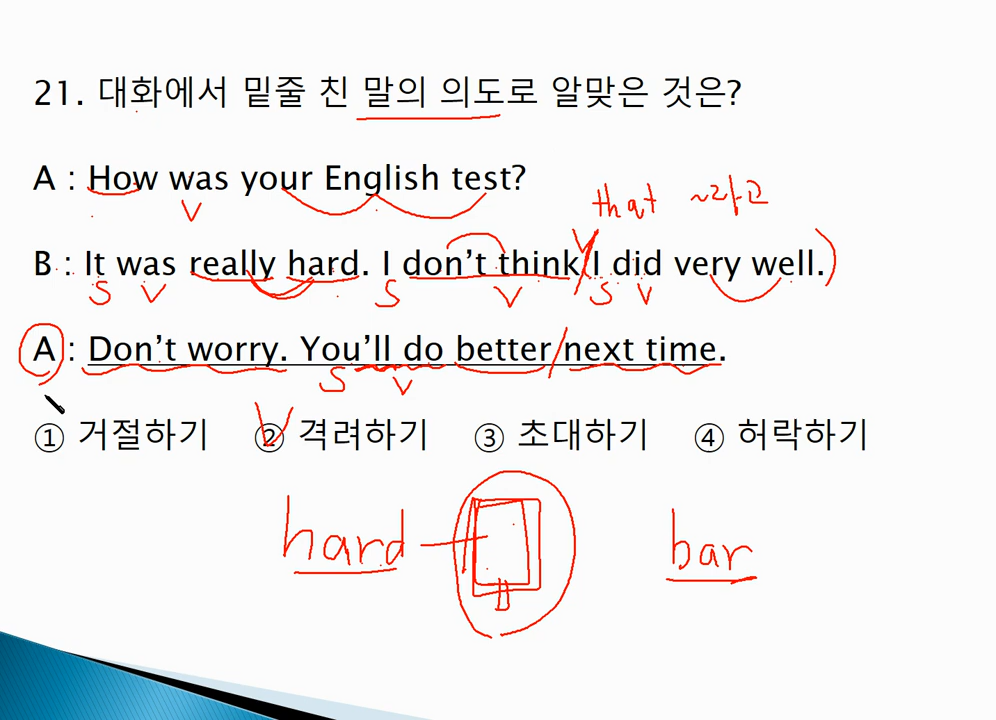 21. 대화에서 밑줄 친 말의 의도로 알맞은 것은?
A : How was your English test?
V
that ~라고
B : It was really hard. I don't think I did very well.)
S V S V S V
A : Don't worry. You'll do better/next time.
S V
① 거절하기 ② 격려하기 ③ 초대하기 ④ 허락하기
hard bar